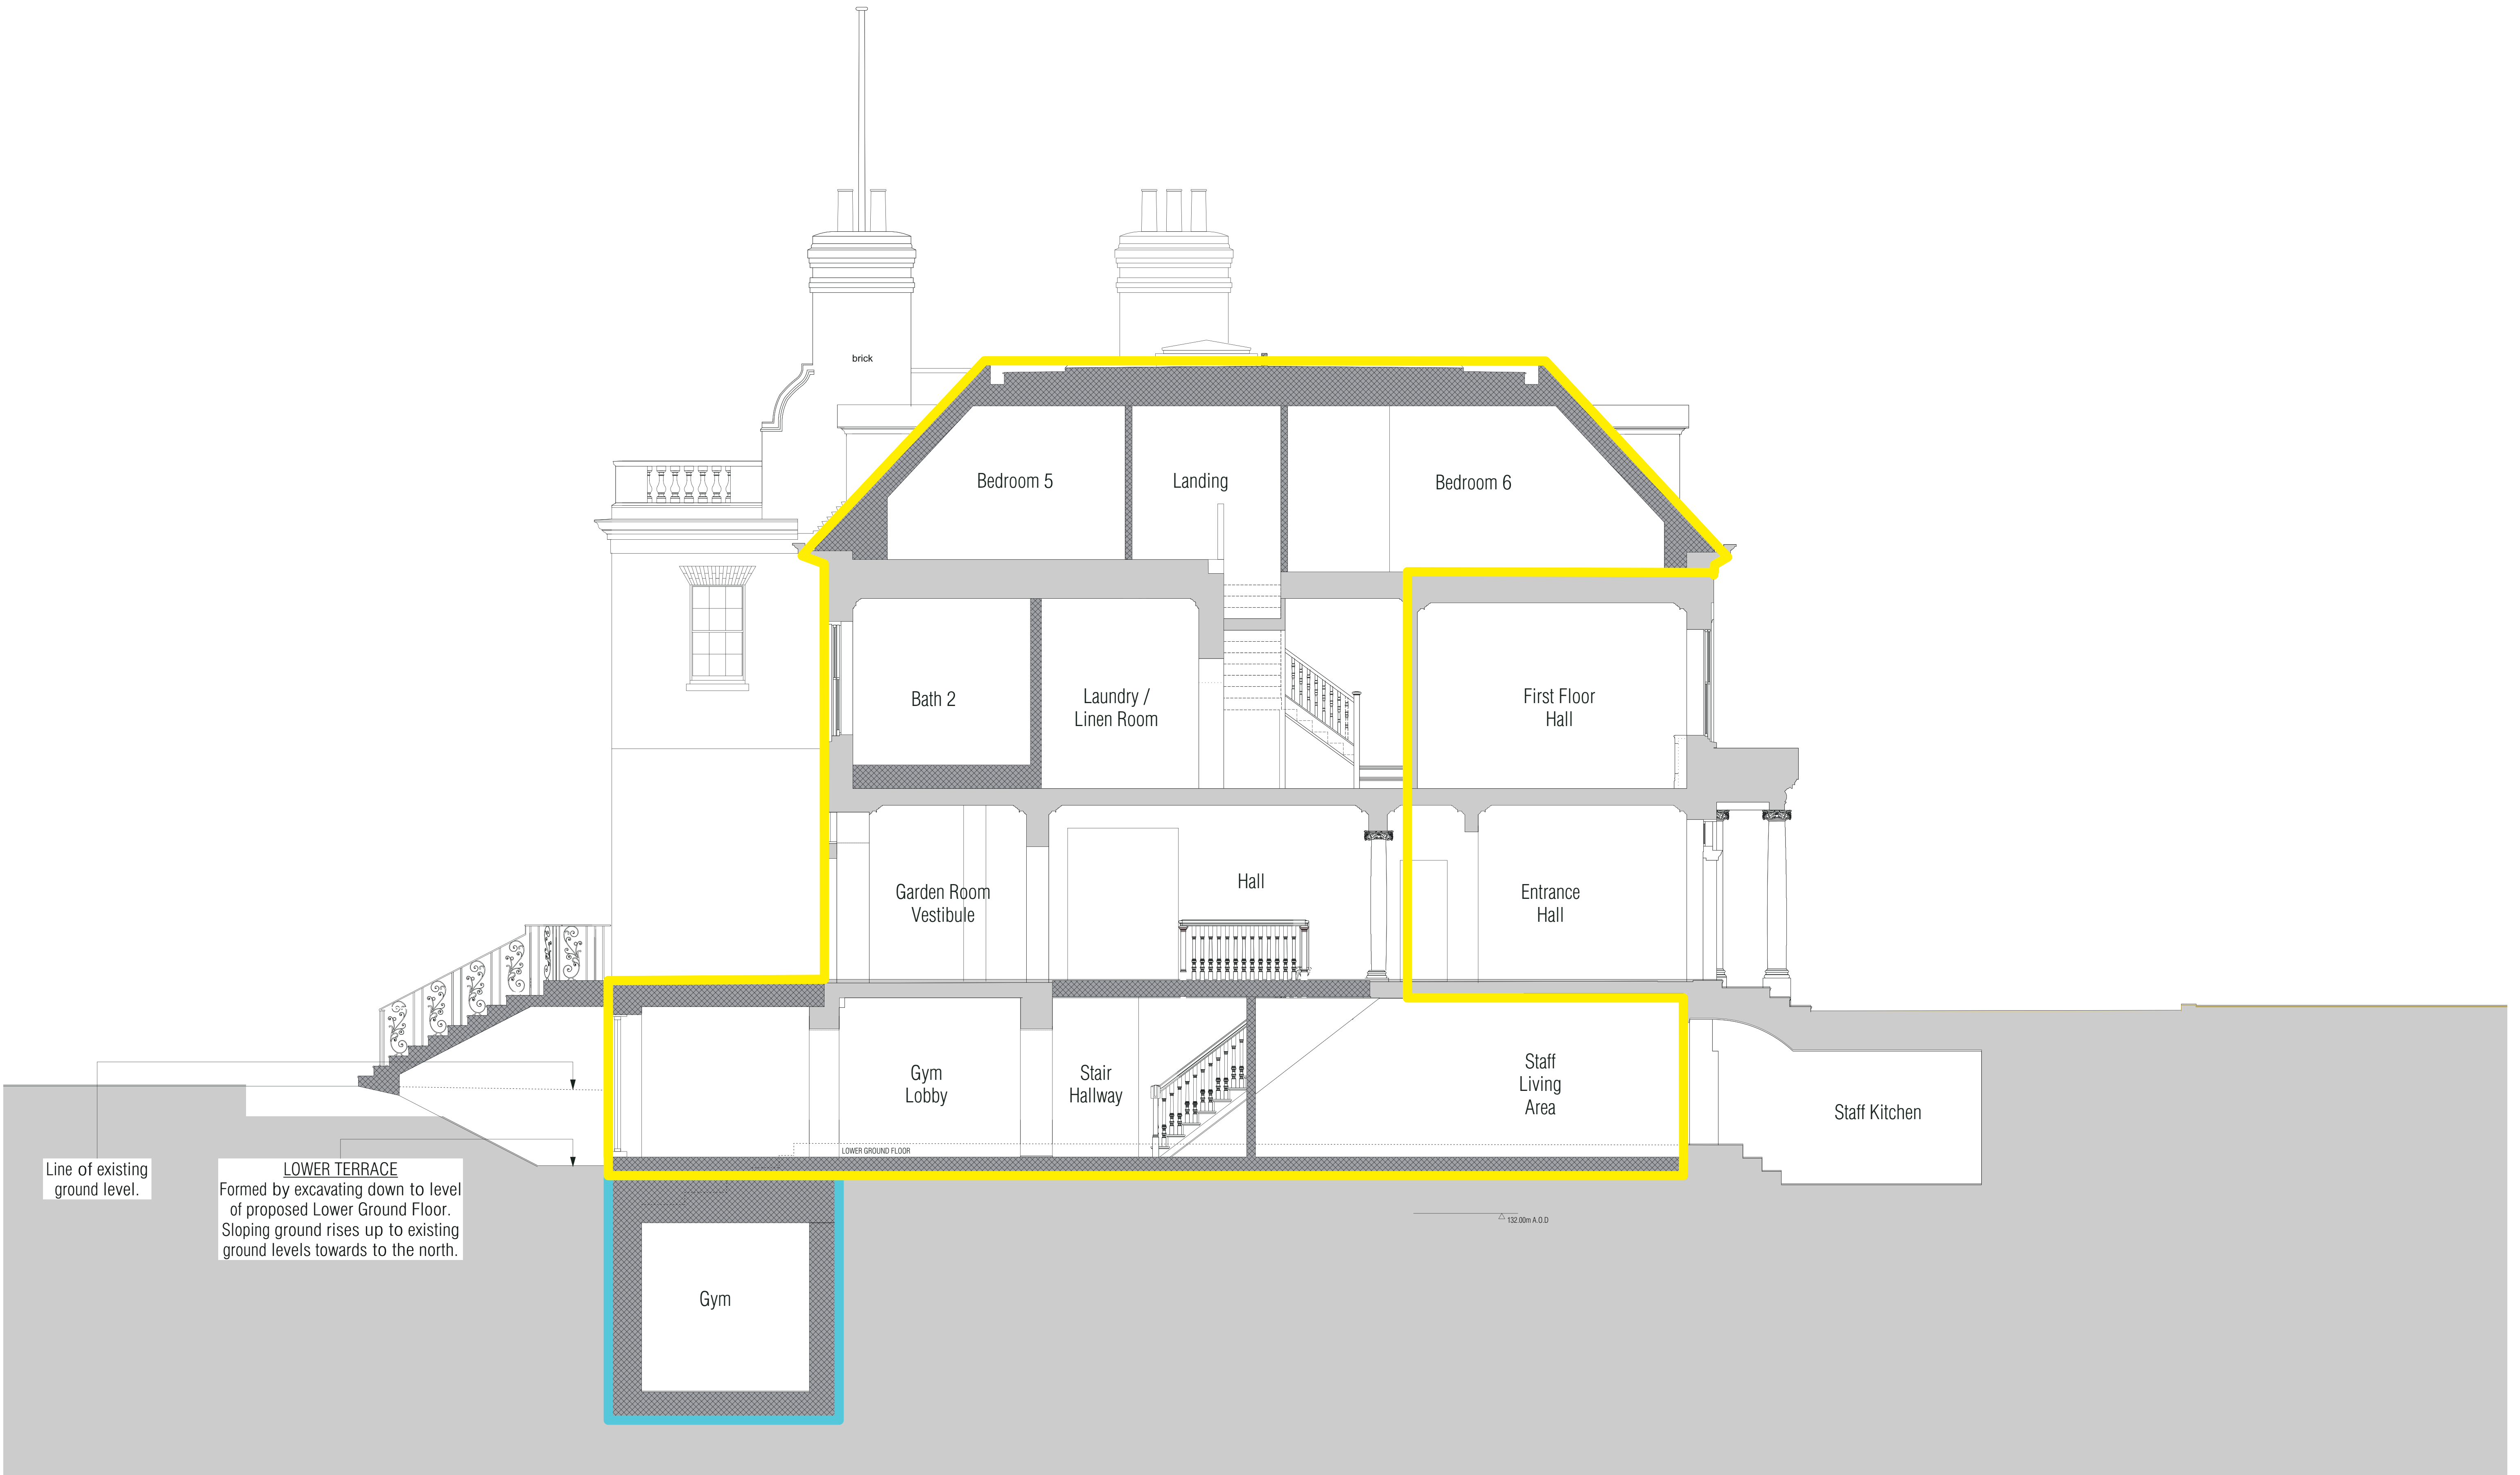 brick
Bedroom 5
Landing
Bedroom 6
Bath 2
Laundry /
Linen Room
First Floor
Hall
Garden Room
Vestibule
Hall
Entrance
Hall
Gym
Lobby
Stair
Hallway
Staff
Living
Area
Staff Kitchen
LOWER GROUND FLOOR
Line of existing
ground level.
LOWER TERRACE
Formed by excavating down to level
of proposed Lower Ground Floor.
Sloping ground rises up to existing
ground levels towards to the north.
132.00m A.O.D
Gym